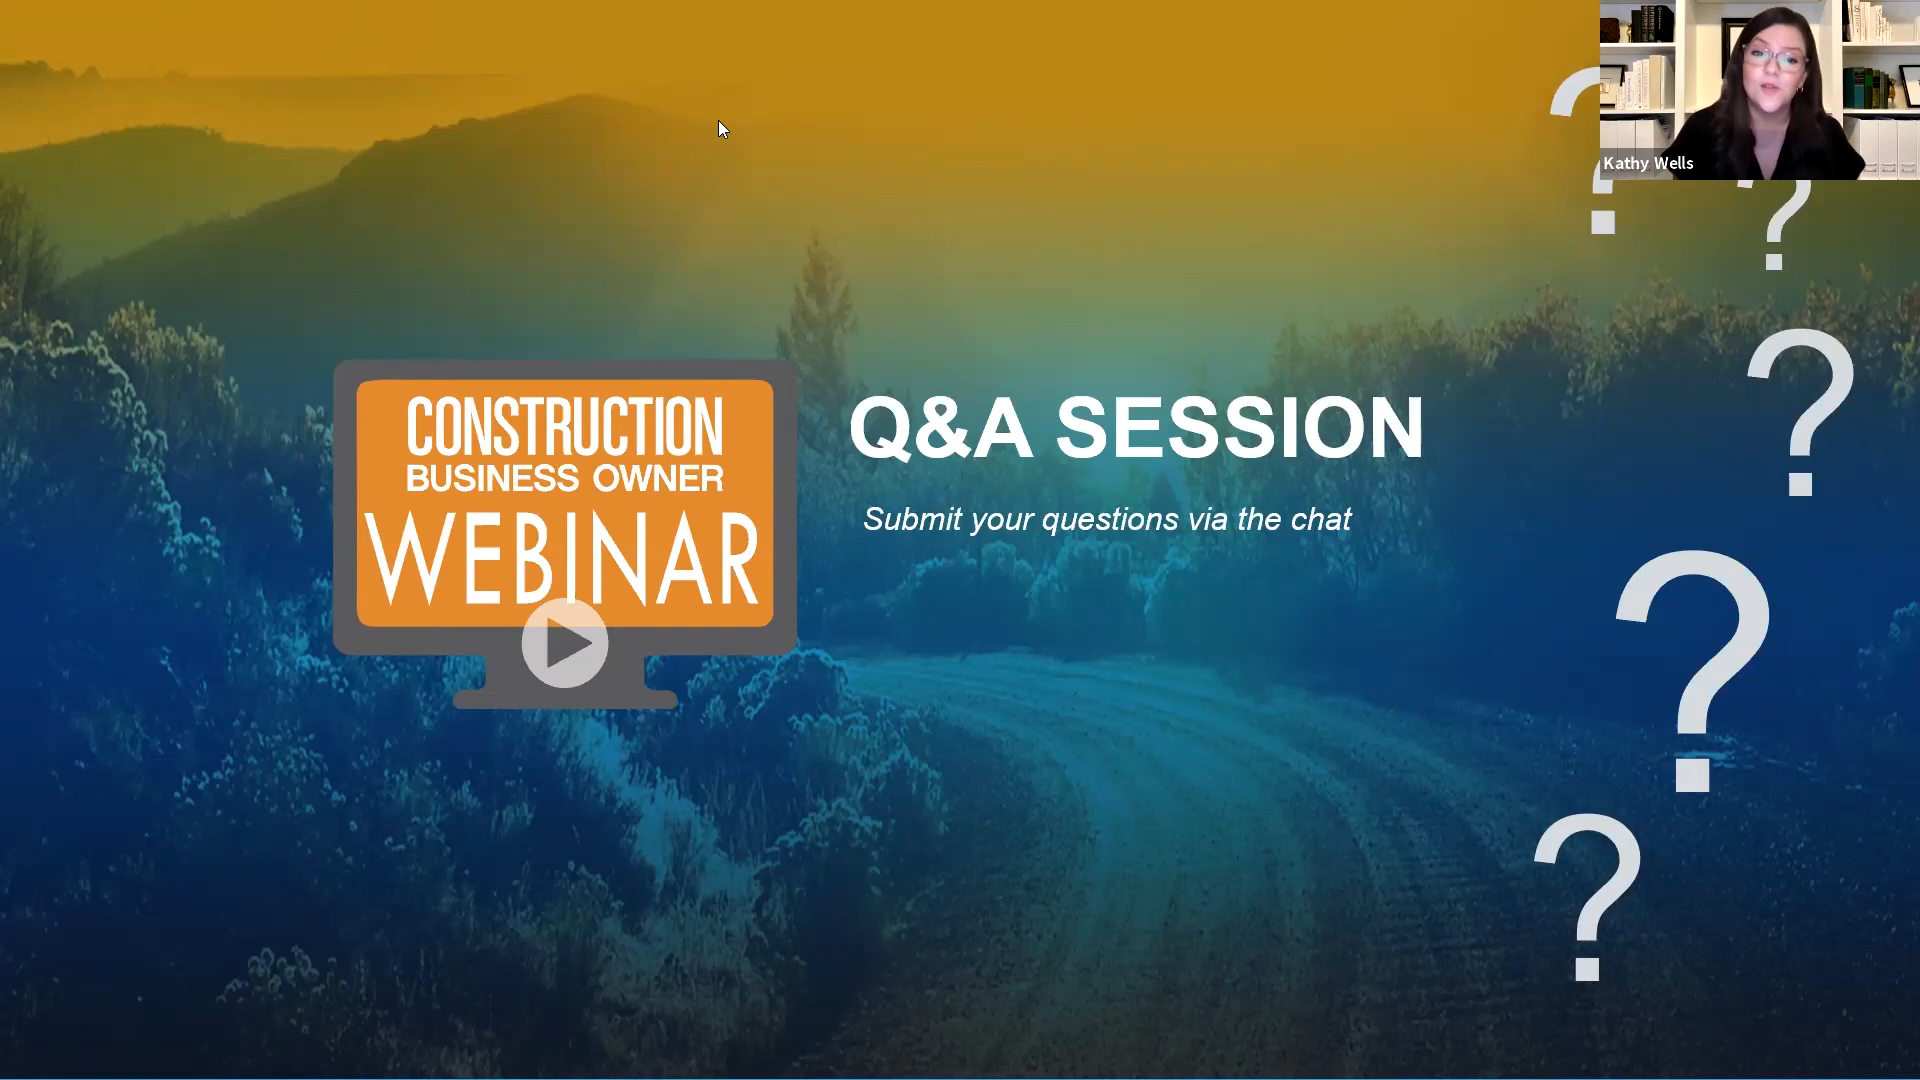 Kathy Wells
CONSTRUCTION
BUSINESS OWNER
WEBINAR
Q&A SESSION
Submit your questions via the chat
?
?
?
?
?